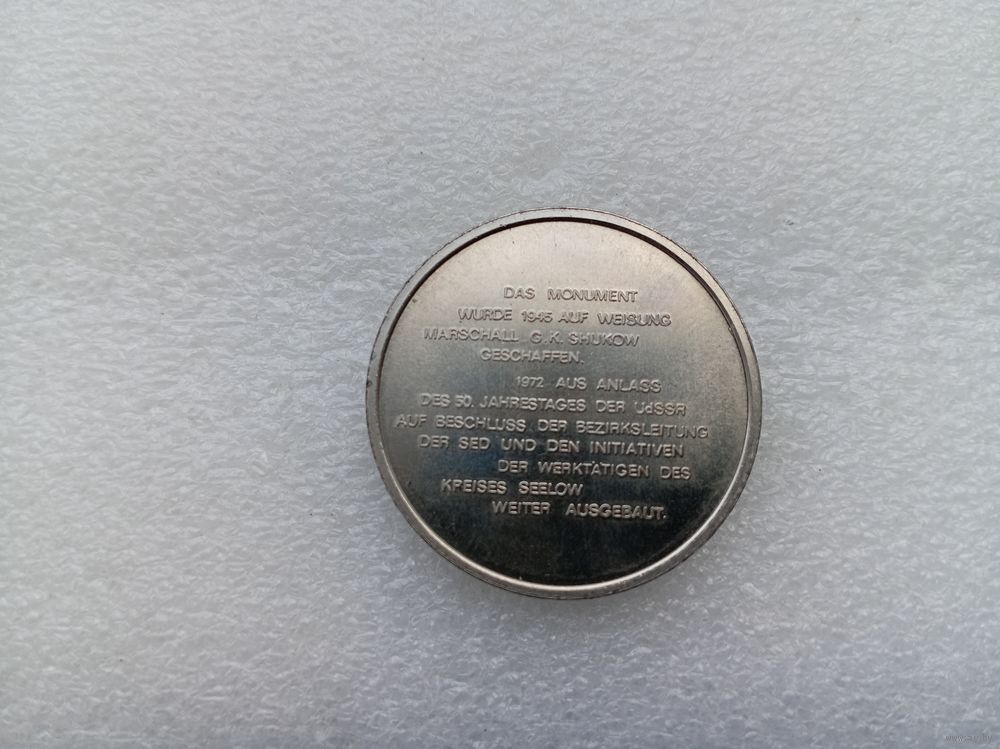 DAS MONUMENT
WURDE 1945 AUF WEISUNG
MARSCHALL G.K. SHUKOW
GESCHAFFEN.
1972 AUS ANLASS
DES 50. JAHRESTAGES DER UdSSR
AUF BESCHLUSS DER BEZIRKSLEITUNG
DER SED UND DEN INITIATIVEN
DER WERKTÄTIGEN DES
KREISES SEELOW
WEITER AUSGEBAUT.